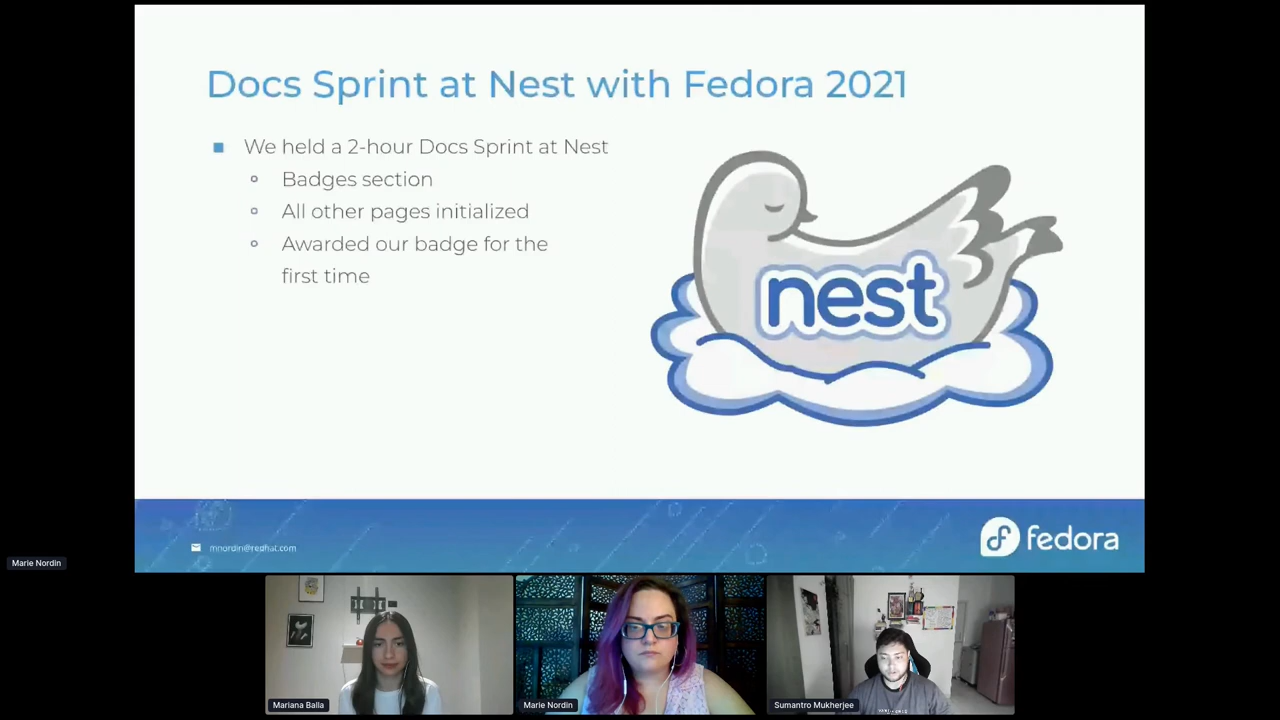 Docs Sprint at Nest with Fedora 2021
We held a 2-hour Docs Sprint at Nest
Badges section
All other pages initialized
Awarded our badge for the
first time
nest
mnordin@redhat.com
fedora
Marie Nordin
Mariana Balla
Marie Nordin
Sumantro Mukherjee